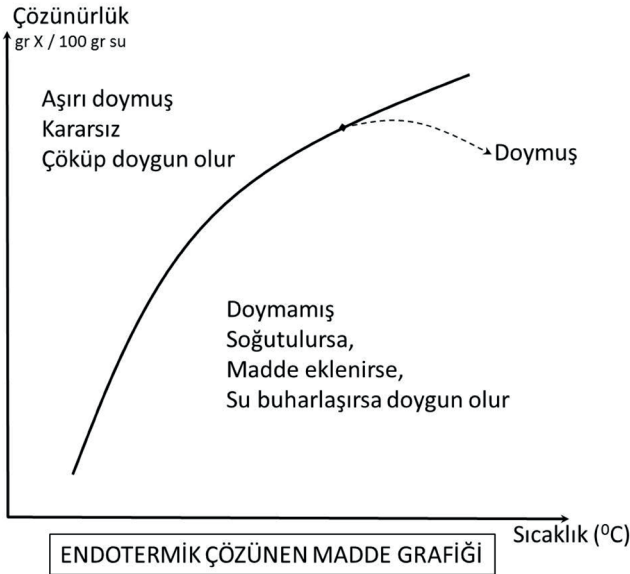 Çözünürlük
gr X / 100 gr su
Aşırı doymuş
Kararsız
Çöküp doygun olur
Doymuş
Doymamış
Soğutulursa,
Madde eklenirse,
Su buharlaşırsa doygun olur
Sıcaklık (⁰C)
ENDOTERMİK ÇÖZÜNEN MADDE GRAFİĞİ